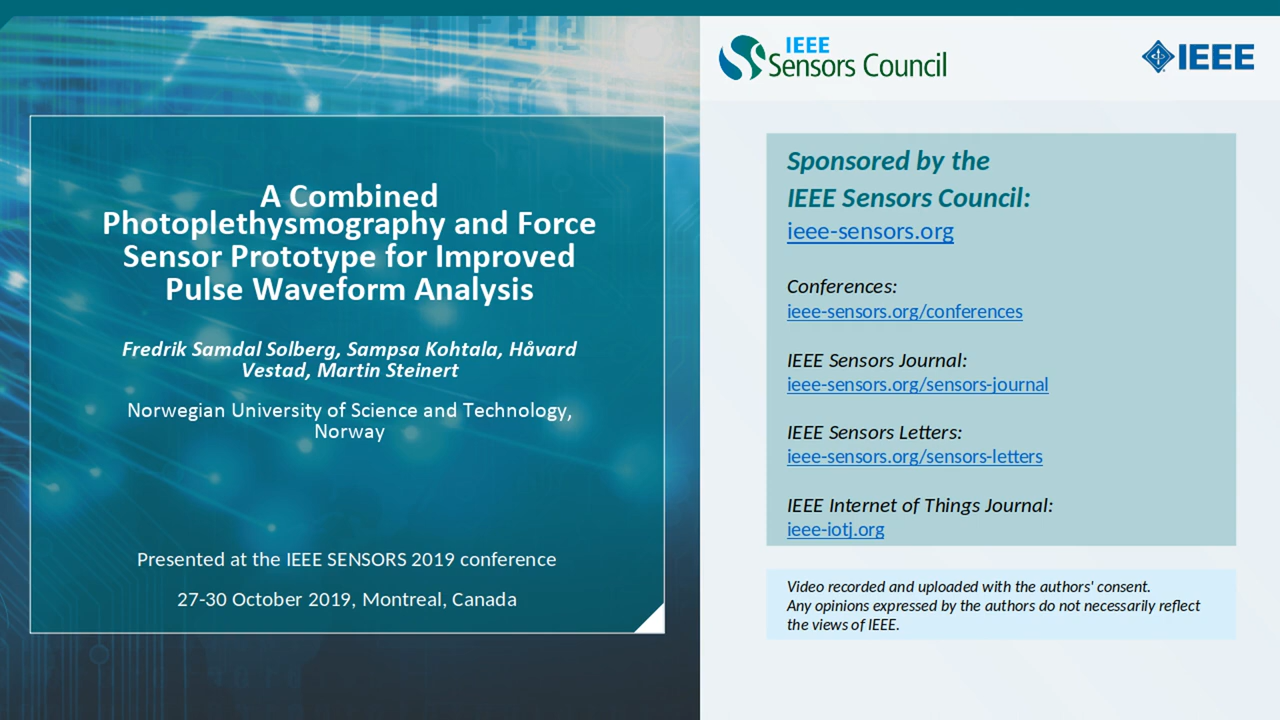 A Combined
Photoplethysmography and Force
Sensor Prototype for Improved
Pulse Waveform Analysis
Fredrik Samdal Solberg, Sampsa Kohtala, Håvard
Vestad, Martin Steinert
Norwegian University of Science and Technology,
Norway
Presented at the IEEE SENSORS 2019 conference
27-30 October 2019, Montreal, Canada
IEEE
Sensors Council
IEEE
Sponsored by the
IEEE Sensors Council:
ieee-sensors.org
Conferences:
ieee-sensors.org/conferences
IEEE Sensors Journal:
ieee-sensors.org/sensors-journal
IEEE Sensors Letters:
ieee-sensors.org/sensors-letters
IEEE Internet of Things Journal:
ieee-iotj.org
Video recorded and uploaded with the authors' consent.
Any opinions expressed by the authors do not necessarily reflect
the views of IEEE.